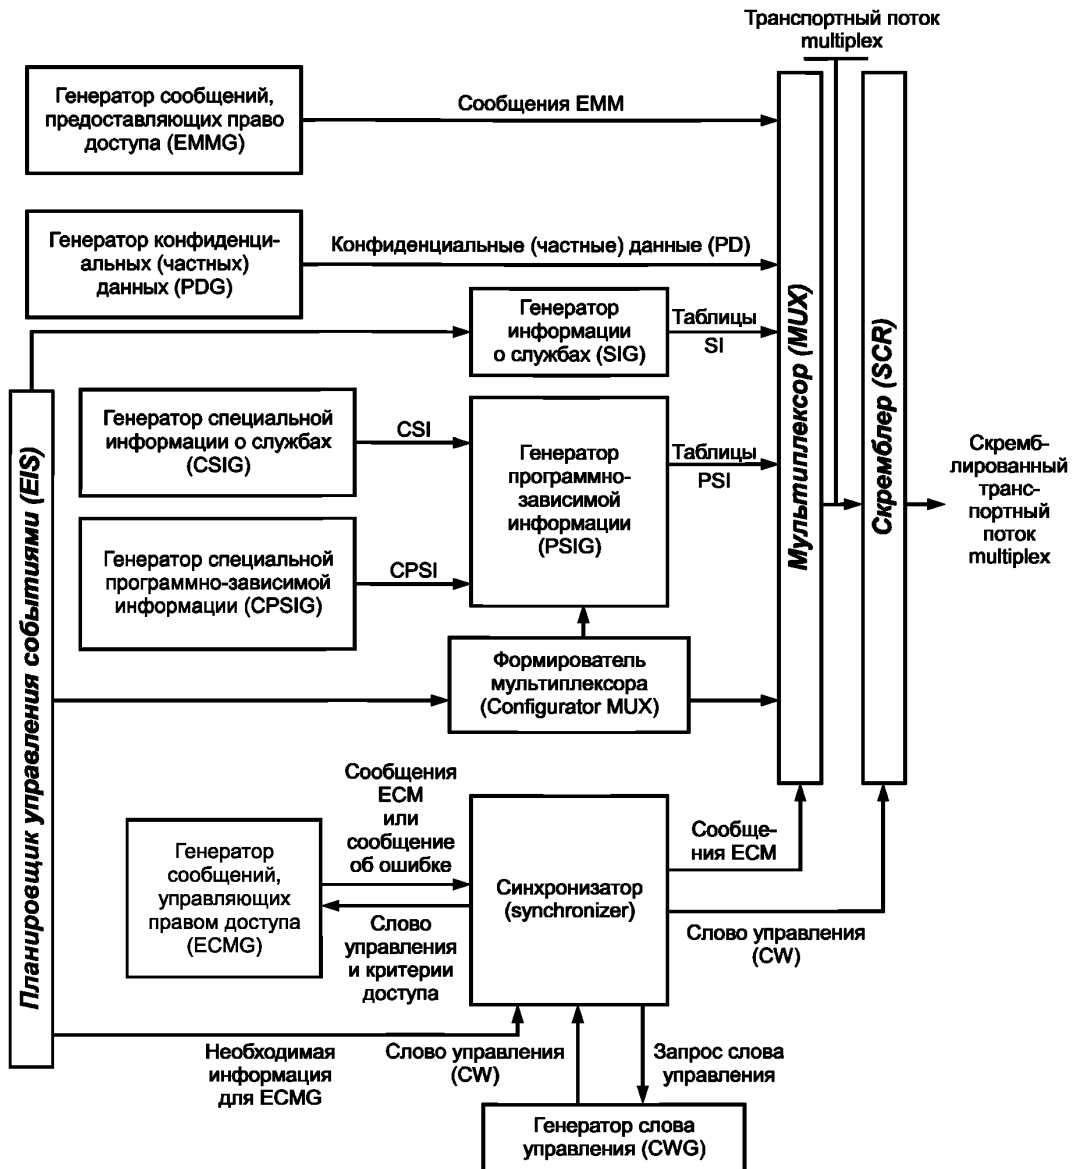 Транспортный поток
multiplex
Генератор сообщений,
предоставляющих право
доступа (EMMG)
Сообщения EMM
Генератор конфиденци-
альных (частных)
данных (PDG)
Конфиденциальные (частные) данные (PD)
Генератор
информации
о службах (SIG)
Таблицы
SI
Генератор специальной
информации о службах
(CSIG)
CSI
Генератор
программно-
зависимой
информации
(PSIG)
Таблицы
PSI
Генератор специальной
программно-зависимой
информации (CPSIG)
CPSI
Формирователь
мультиплексора
(Configurator MUX)
Мультиплексор (MUX)
Скремблер (SCR)
Скремб-
лированный
транс-
портный
поток
multiplex
Планировщик управления событиями (EIS)
Сообщения
ECM
или
сообщение
об ошибке
Генератор
сообщений,
управляющих
правом доступа
(ECMG)
Слово
управления
и критерии
доступа
Синхронизатор
(synchronizer)
Сообще-
ния ECM
Слово управления
(CW)
Необходимая
информация
для ECMG
Слово управления
(CW)
Запрос слова
управления
Генератор слова
управления (CWG)